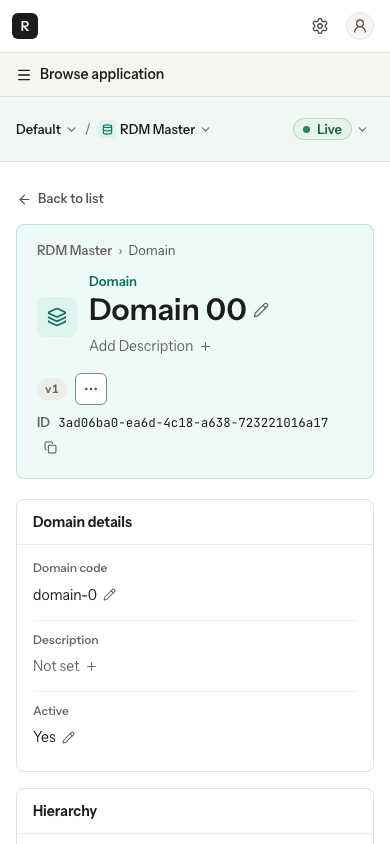 R
Browse application
Default / RDM Master Live
Back to list
RDM Master › Domain
Domain
Domain 00
Add Description +
v1 ...
ID 3ad06ba0-ea6d-4c18-a638-723221016a17
Domain details
Domain code
domain-0
Description
Not set +
Active
Yes
Hierarchy